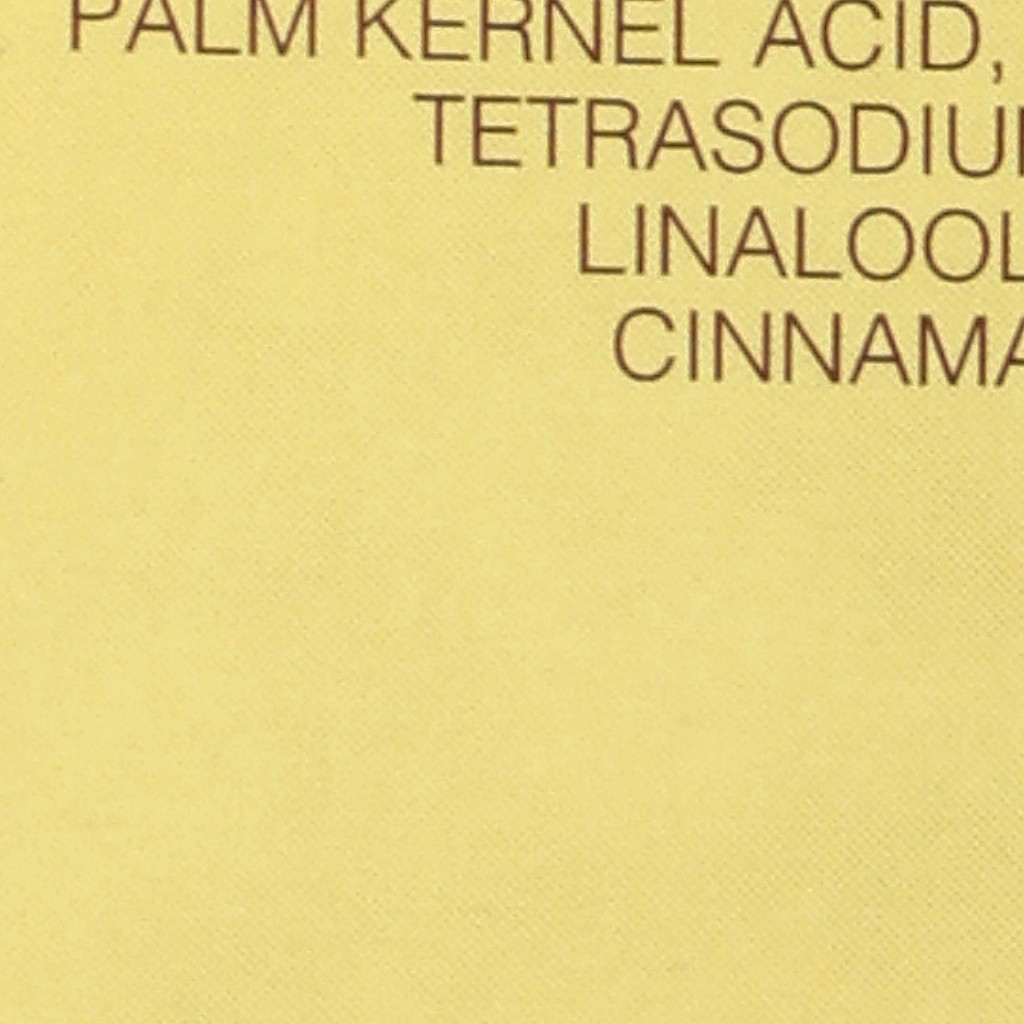 PALM KERNEL ACID,
TETRASODIU
LINALOOL
CINNAMA